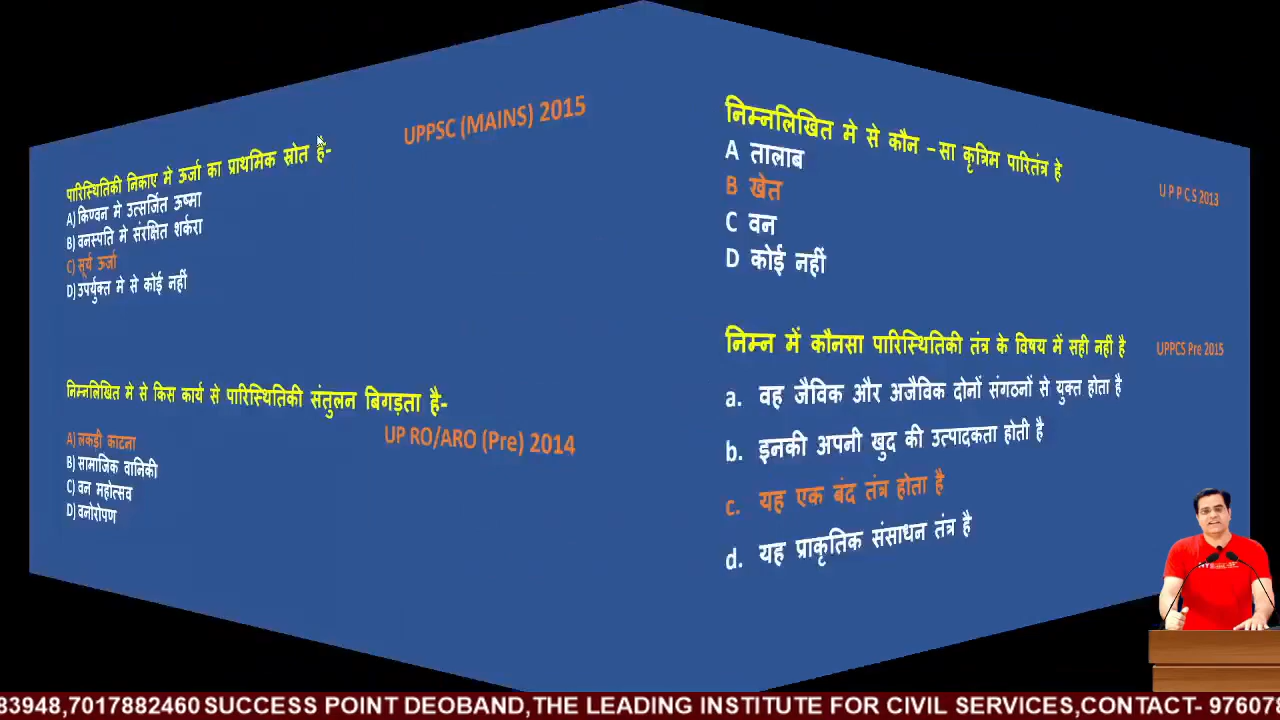 पारिस्थितिकी निकाए मे ऊर्जा का प्राथमिक स्रोत है-
UPPSC (MAINS) 2015
A) किण्वन मे उत्सर्जित ऊष्मा
B) वनस्पति मे संरक्षित शर्करा
C) सूर्य ऊर्जा
D) उपर्युक्त मे से कोई नहीं
निम्नलिखित मे से किस कार्य से पारिस्थितिकी संतुलन बिगड़ता है-
UP RO/ARO (Pre) 2014
A) लकड़ी काटना
B) सामाजिक वानिकी
C) वन महोत्सव
D) वनोरोपण
निम्नलिखित मे से कौन – सा कृत्रिम पारितंत्र हे
U P P C S 2013
A तालाब
B खेत
C वन
D कोई नहीं
निम्न में कौनसा पारिस्थितिकी तंत्र के विषय में सही नहीं है
UPPCS Pre 2015
a. वह जैविक और अजैविक दोनों संगठनों से युक्त होता है
b. इनकी अपनी खुद की उत्पादकता होती है
c. यह एक बंद तंत्र होता है
d. यह प्राकृतिक संसाधन तंत्र है
83948,7017882460 SUCCESS POINT DEOBAND,THE LEADING INSTITUTE FOR CIVIL SERVICES,CONTACT- 97607